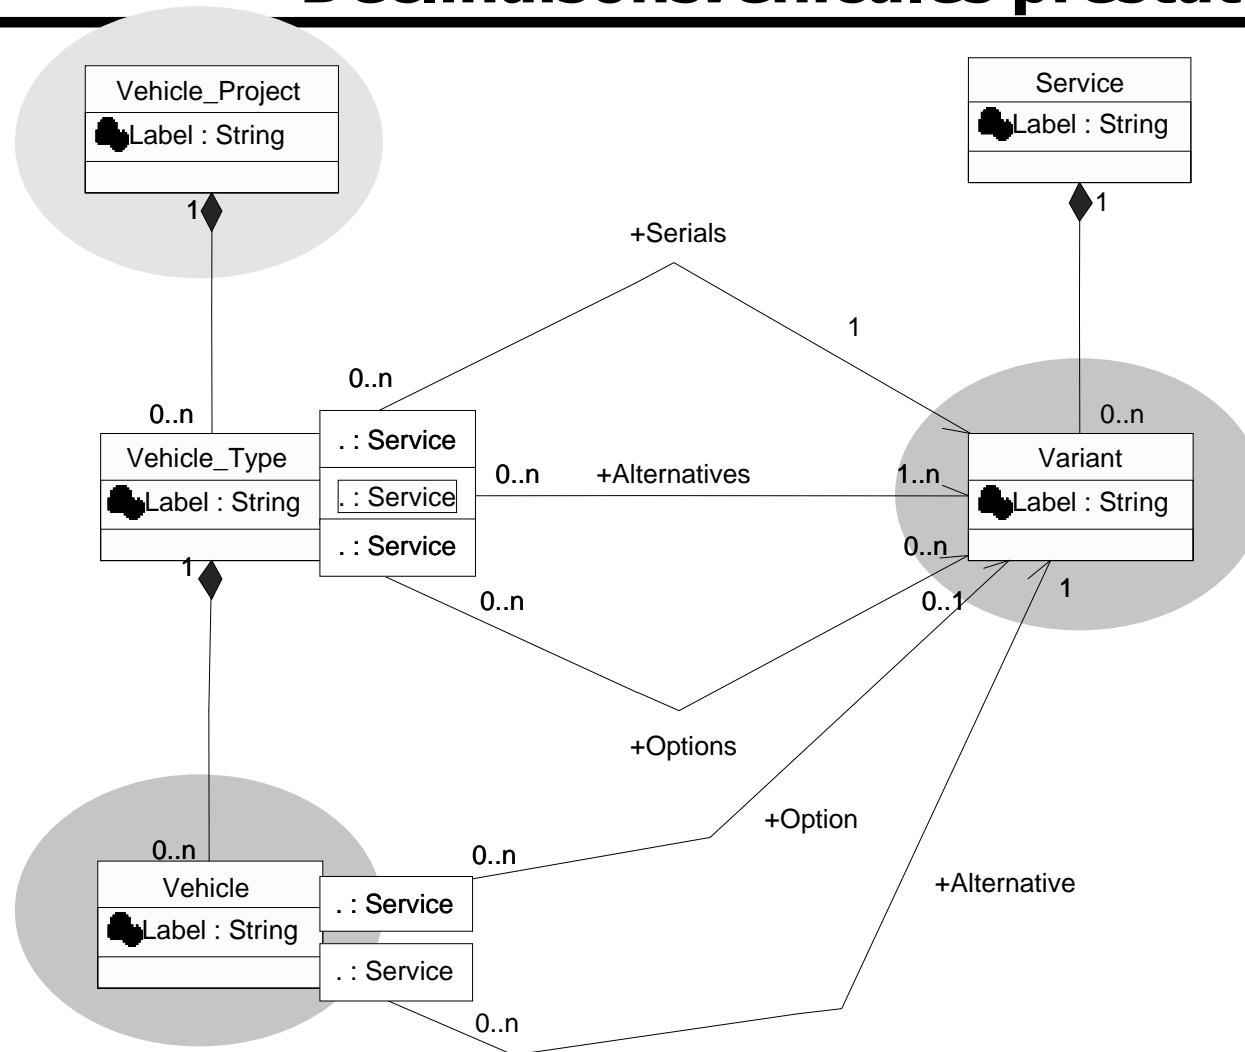 Vehicle_Project
Label : String
1
Service
Label : String
1
+Serials
1
0..n
0..n
0..n
Vehicle_Type
Label : String
1
. : Service
. : Service
. : Service
0..n
+Alternatives
1..n
Variant
Label : String
0..n
0..n
0..1
1
+Options
+Option
+Alternative
0..n
0..n
Vehicle
Label : String
. : Service
. : Service
0..n